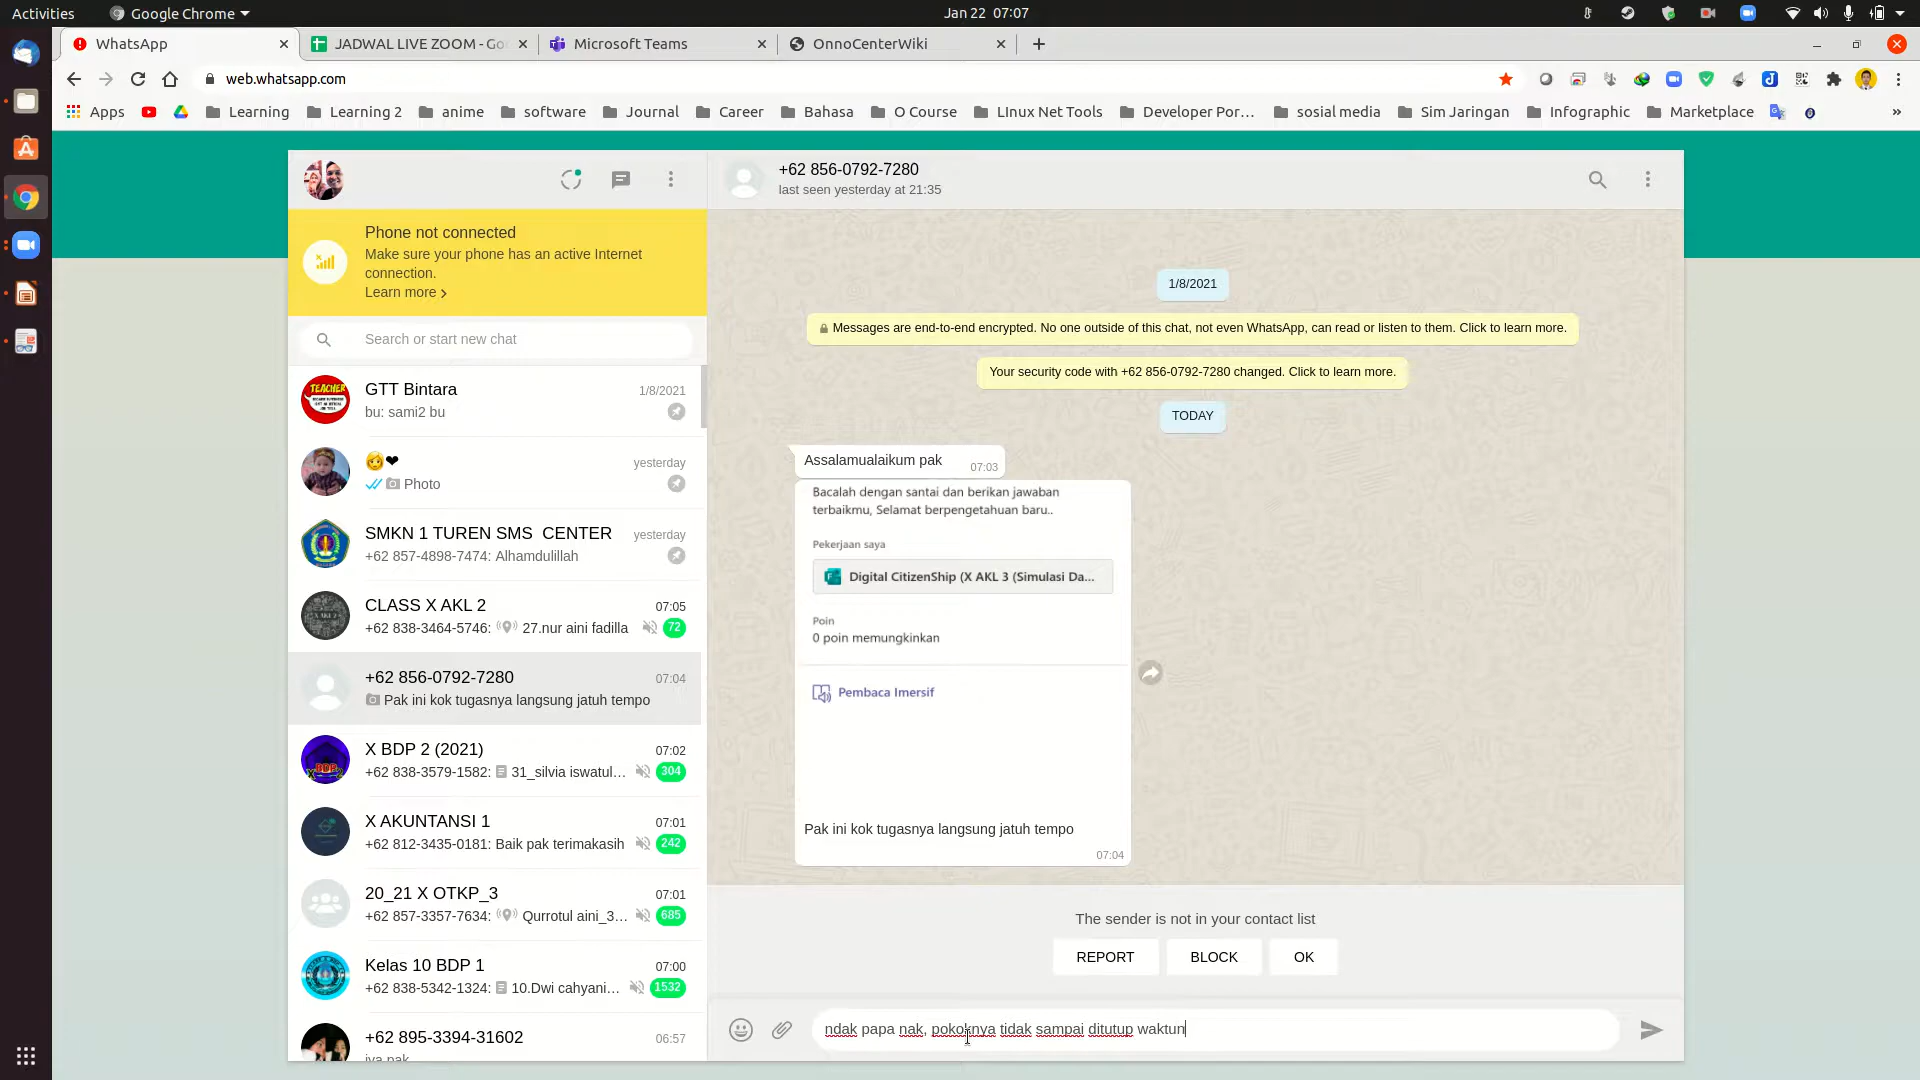 Activities
Google Chrome
Jan 22 07:07
WhatsApp
JADWAL LIVE ZOOM - Go
Microsoft Teams
OnnoCenterWiki
web.whatsapp.com
Apps
Learning
Learning 2
anime
software
Journal
Career
Bahasa
O Course
LInux Net Tools
Developer Por...
sosial media
Sim Jaringan
Infographic
Marketplace
»
Phone not connected
Make sure your phone has an active Internet
connection.
Learn more
Search or start new chat
GTT Bintara
1/8/2021
bu: sami2 bu
👩❤
yesterday
Photo
SMKN 1 TUREN SMS CENTER
yesterday
+62 857-4898-7474: Alhamdulillah
CLASS X AKL 2
07:05
+62 838-3464-5746: 27.nur aini fadilla
72
+62 856-0792-7280
07:04
Pak ini kok tugasnya langsung jatuh tempo
X BDP 2 (2021)
07:02
+62 838-3579-1582: 31_silvia iswatul...
304
X AKUNTANSI 1
07:01
+62 812-3435-0181: Baik pak terimakasih
242
20_21 X OTKP_3
07:01
+62 857-3357-7634: Qurrotul aini_3...
685
Kelas 10 BDP 1
07:00
+62 838-5342-1324: 10.Dwi cahyani...
1532
+62 895-3394-31602
06:57
iya pak
+62 856-0792-7280
last seen yesterday at 21:35
1/8/2021
Messages are end-to-end encrypted. No one outside of this chat, not even WhatsApp, can read or listen to them. Click to learn more.
Your security code with +62 856-0792-7280 changed. Click to learn more.
TODAY
Assalamualaikum pak
07:03
Bacalah dengan santai dan berikan jawaban
terbaikmu, Selamat berpengetahuan baru..
Pekerjaan saya
Digital CitizenShip (X AKL 3 (Simulasi Da...
Poin
0 poin memungkinkan
Pembaca Imersif
Pak ini kok tugasnya langsung jatuh tempo
07:04
The sender is not in your contact list
REPORT
BLOCK
OK
ndak papa nak, pokoknya tidak sampai ditutup waktun